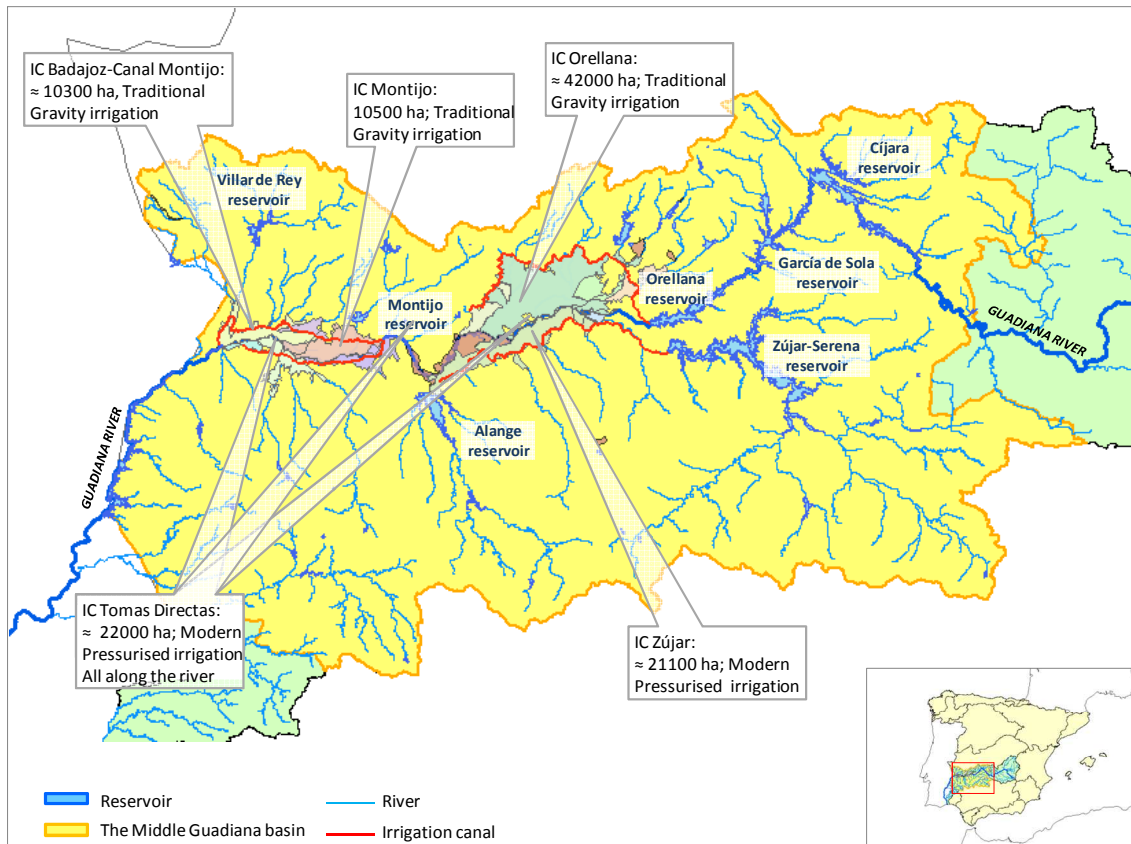 IC Badajoz-Canal Montijo:
≈ 10300 ha, Traditional
Gravity irrigation
IC Montijo:
10500 ha; Traditional
Gravity irrigation
IC Orellana:
≈ 42000 ha; Traditional
Gravity irrigation
Villar de Rey
reservoir
Cíjara
reservoir
García de Sola
reservoir
Orellana
reservoir
Montijo
reservoir
Zújar-Serena
reservoir
Alange
reservoir
GUADIANA RIVER
GUADIANA RIVER
IC Tomas Directas:
≈ 22000 ha; Modern
Pressurised irrigation
All along the river
IC Zújar:
≈ 21100 ha; Modern
Pressurised irrigation
Reservoir
River
The Middle Guadiana basin
Irrigation canal